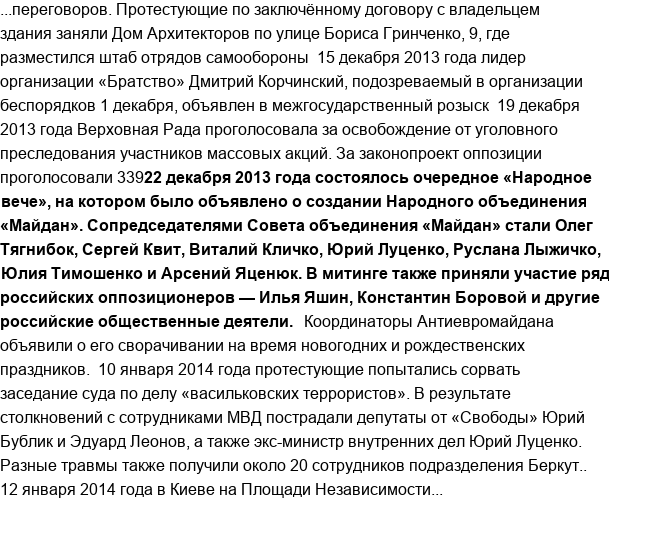 ...переговоров. Протестующие по заключённому договору с владельцем
здания заняли Дом Архитекторов по улице Бориса Гринченко, 9, где
разместился штаб отрядов самообороны  15 декабря 2013 года лидер
организации «Братство» Дмитрий Корчинский, подозреваемый в организации
беспорядков 1 декабря, объявлен в межгосударственный розыск  19 декабря
2013 года Верховная Рада проголосовала за освобождение от уголовного
преследования участников массовых акций. За законопроект оппозиции
проголосовали 33922 декабря 2013 года состоялось очередное «Народное
вече», на котором было объявлено о создании Народного объединения
«Майдан». Сопредседателями Совета объединения «Майдан» стали Олег
Тягнибок, Сергей Квит, Виталий Кличко, Юрий Луценко, Руслана Лыжичко,
Юлия Тимошенко и Арсений Яценюк. В митинге также приняли участие ряд
российских оппозиционеров — Илья Яшин, Константин Боровой и другие
российские общественные деятели.  Координаторы Антиевромайдана
объявили о его сворачивании на время новогодних и рождественских
праздников.  10 января 2014 года протестующие попытались сорвать
заседание суда по делу «васильковских террористов». В результате
столкновений с сотрудниками МВД пострадали депутаты от «Свободы» Юрий
Бублик и Эдуард Леонов, а также экс-министр внутренних дел Юрий Луценко.
Разные травмы также получили около 20 сотрудников подразделения Беркут..
12 января 2014 года в Киеве на Площади Независимости...